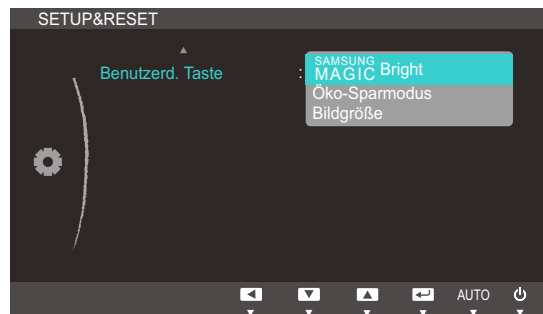 SETUP&RESET
Benutzerd. Taste : SAMSUNG MAGIC Bright
Öko-Sparmodus
Bildgröße
AUTO